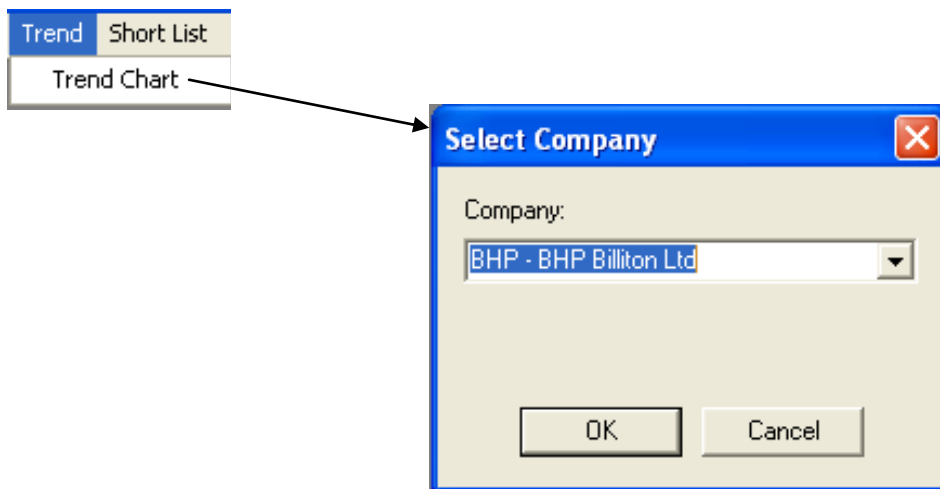 Trend Short List
Trend Chart
Select Company
Company:
BHP - BHP Billiton Ltd
OK Cancel